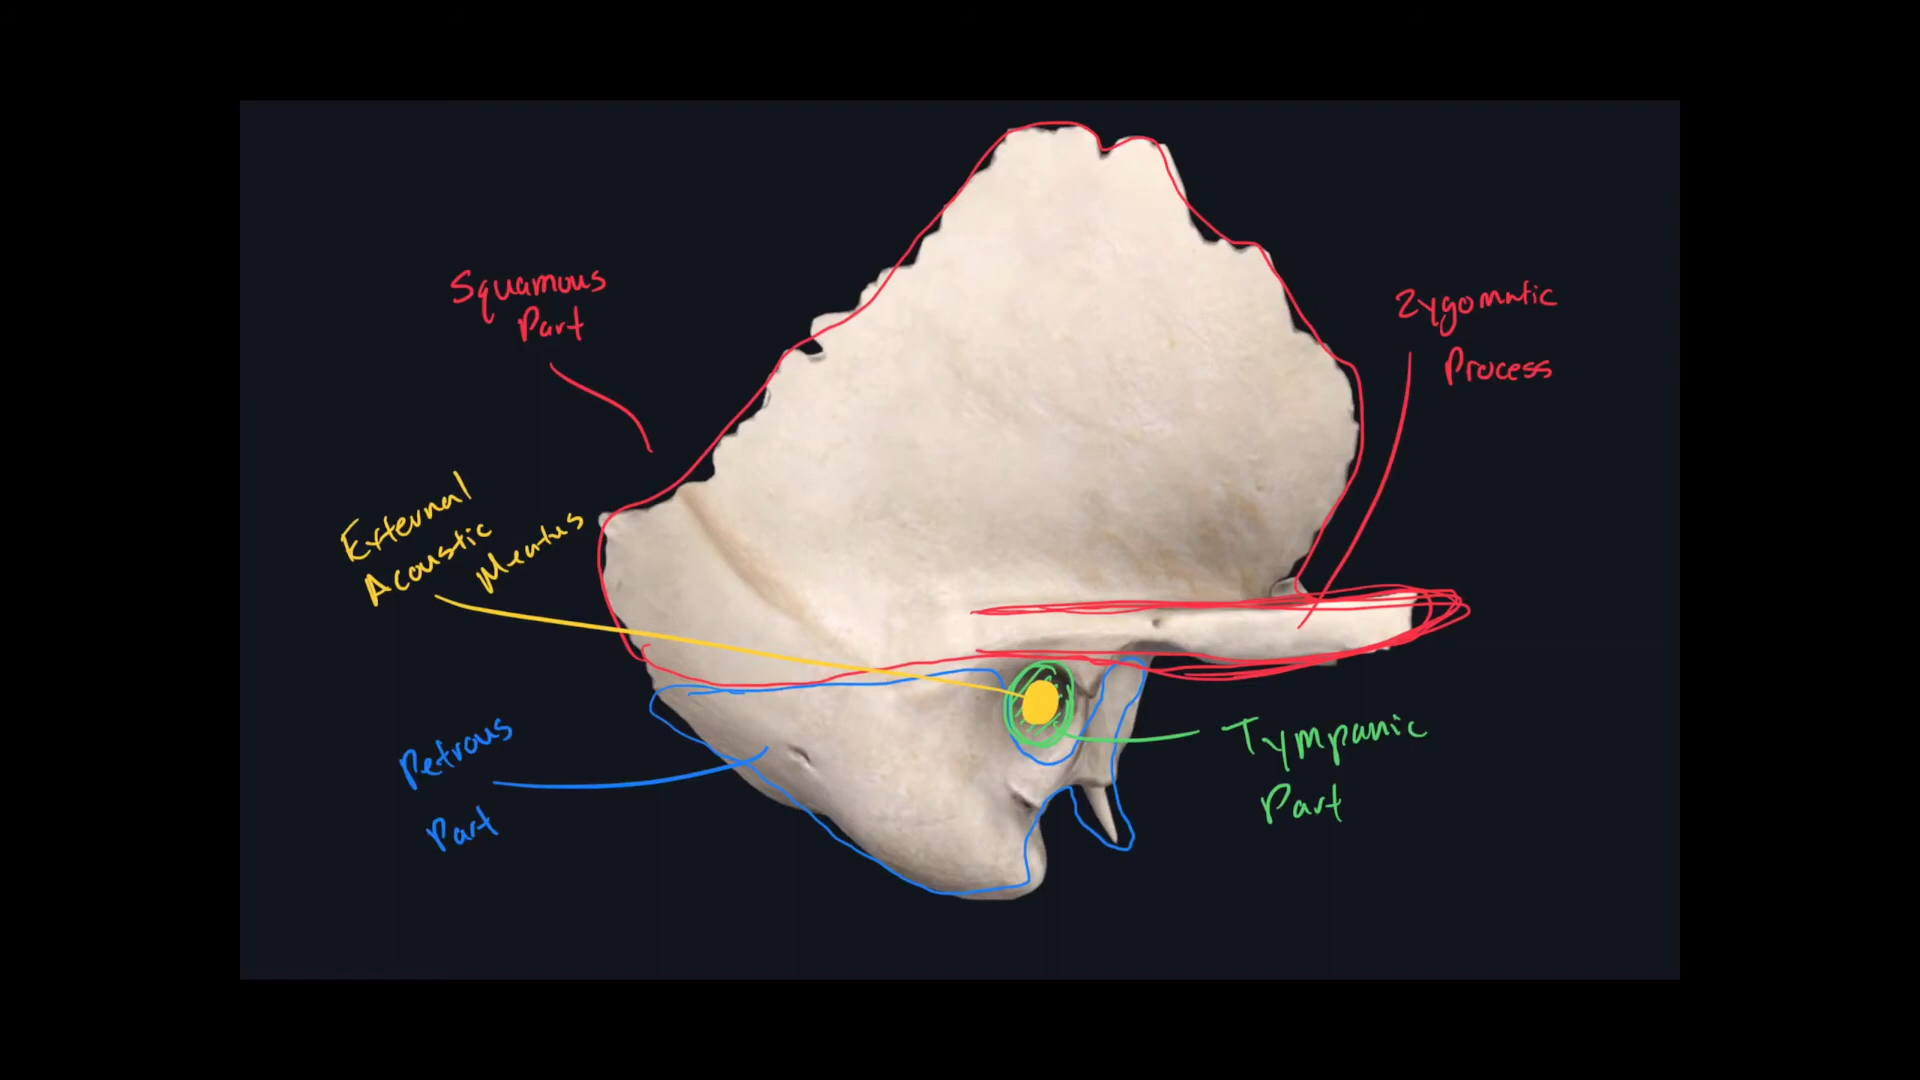 Squamous
Part
Zygomatic
Process
External
Acoustic
Meatus
Petrous
Part
Tympanic
Part